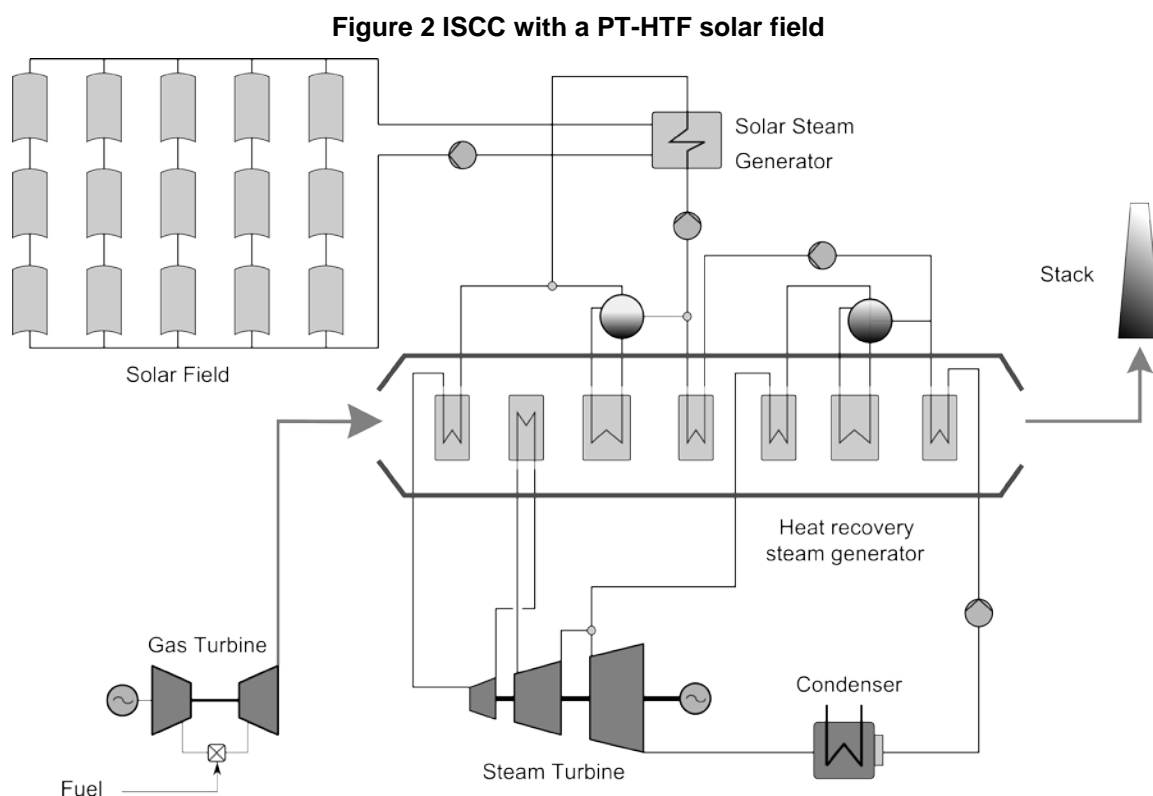 Figure 2 ISCC with a PT-HTF solar field
Solar Steam
Generator
Stack
Solar Field
Heat recovery
steam generator
Gas Turbine
Condenser
Steam Turbine
Fuel